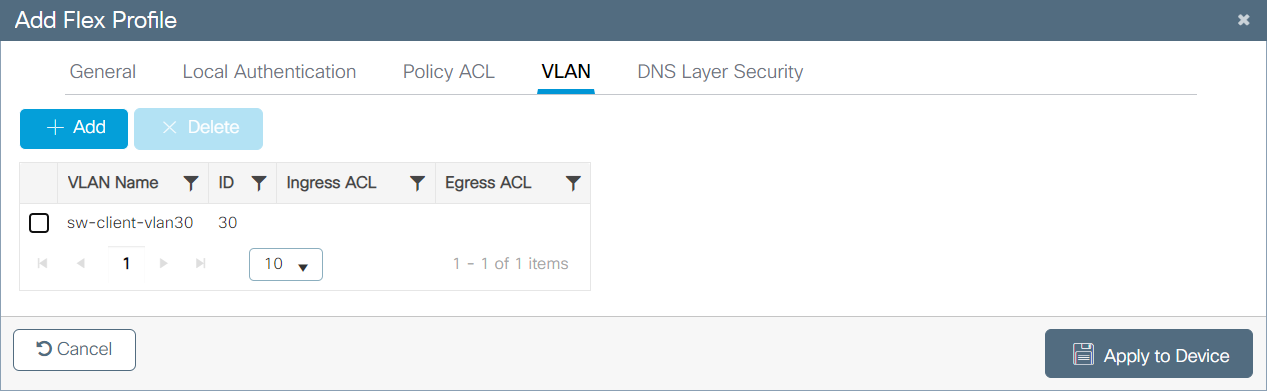 Add Flex Profile
General Local Authentication Policy ACL VLAN DNS Layer Security
Add Delete
VLAN Name ID Ingress ACL Egress ACL
sw-client-vlan30 30
1 10 1 - 1 of 1 items
Cancel Apply to Device